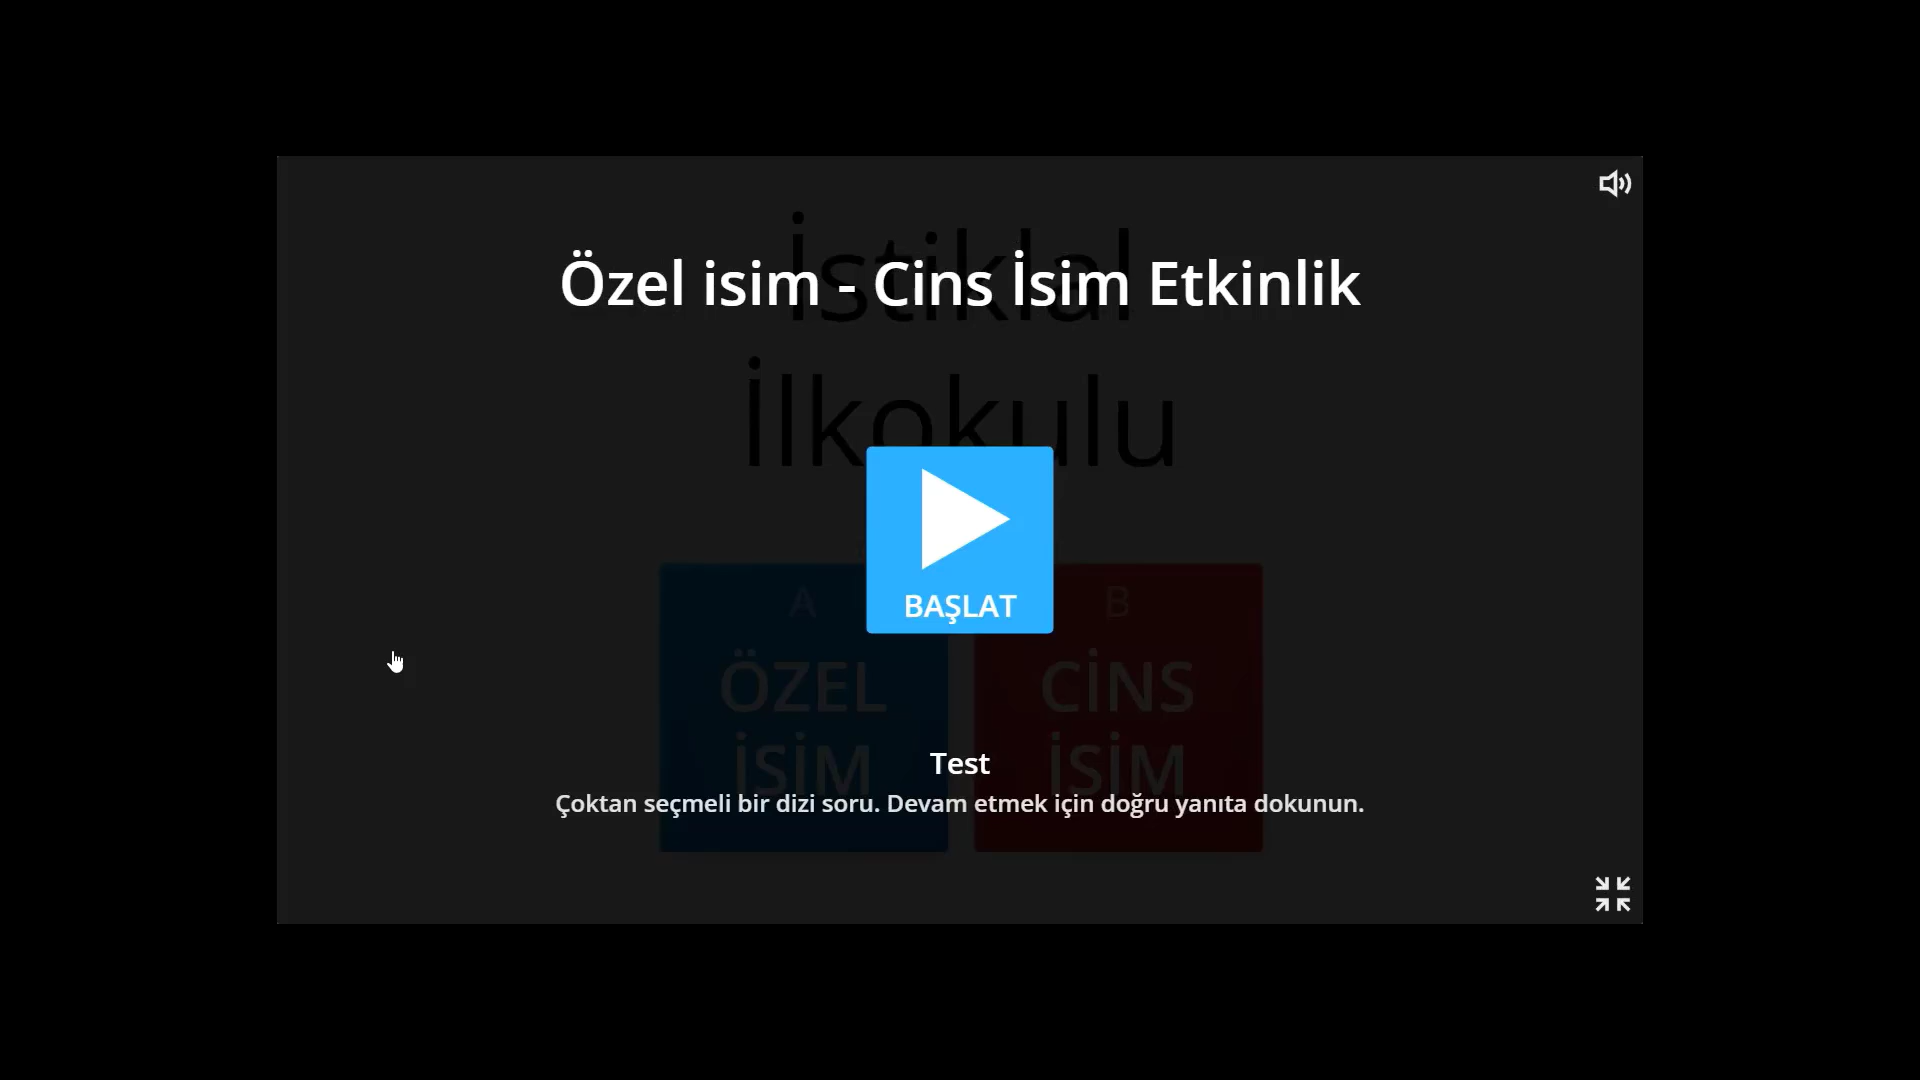 İstiklal
Özel isim - Cins İsim Etkinlik
İlkokulu
BAŞLAT
A
B
ÖZEL
İSİM
CİNS
İSİM
Test
Çoktan seçmeli bir dizi soru. Devam etmek için doğru yanıta dokunun.